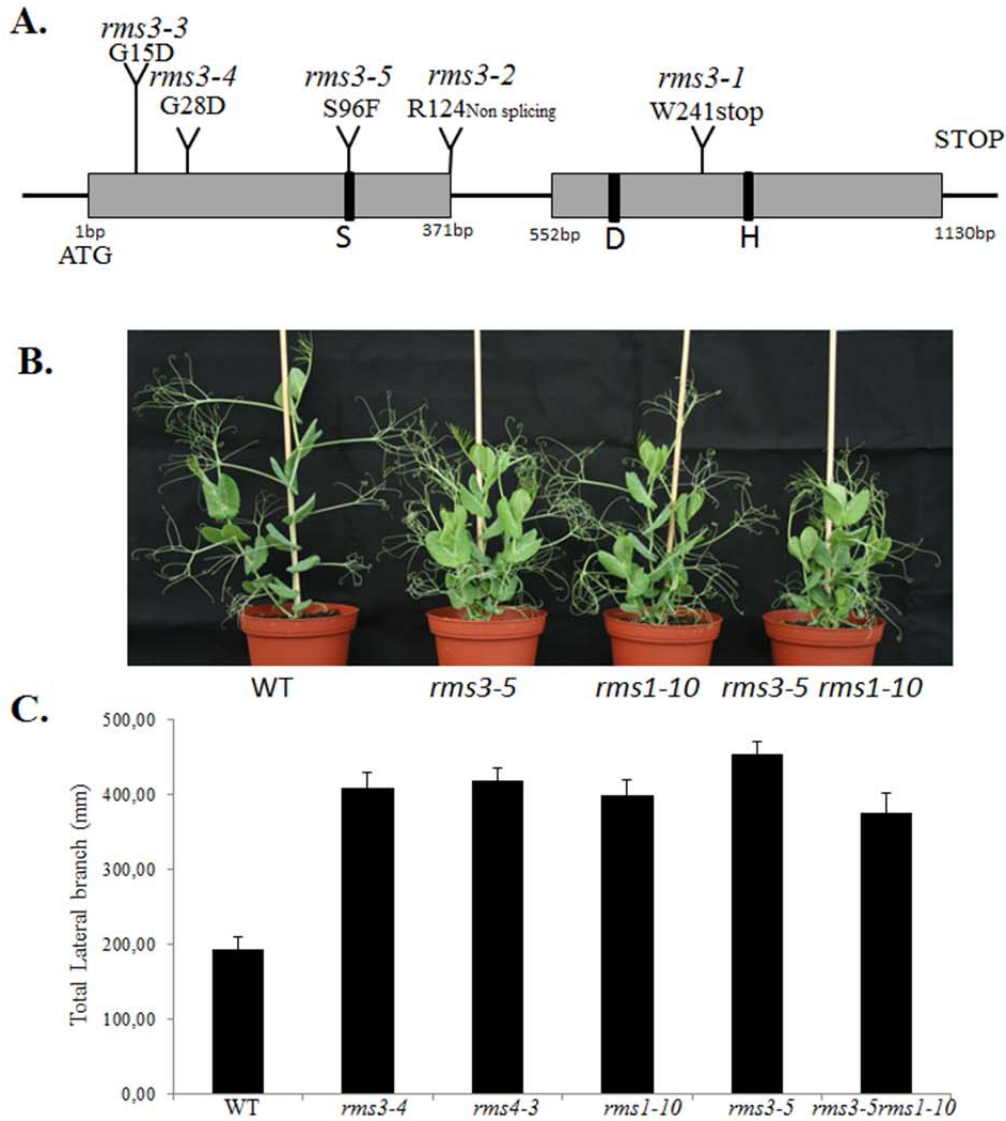 A.
rms3-3
G15D
rms3-4
G28D
rms3-5
S96F
rms3-2
R124Non splicing
rms3-1
W241stop
STOP
1bp
ATG
S
371bp
552bp
D
H
1130bp
B.
WT
rms3-5
rms1-10
rms3-5 rms1-10
C.
Total Lateral branch (mm)
500,00
400,00
300,00
200,00
100,00
0,00
WT
rms3-4
rms4-3
rms1-10
rms3-5
rms3-5rms1-10